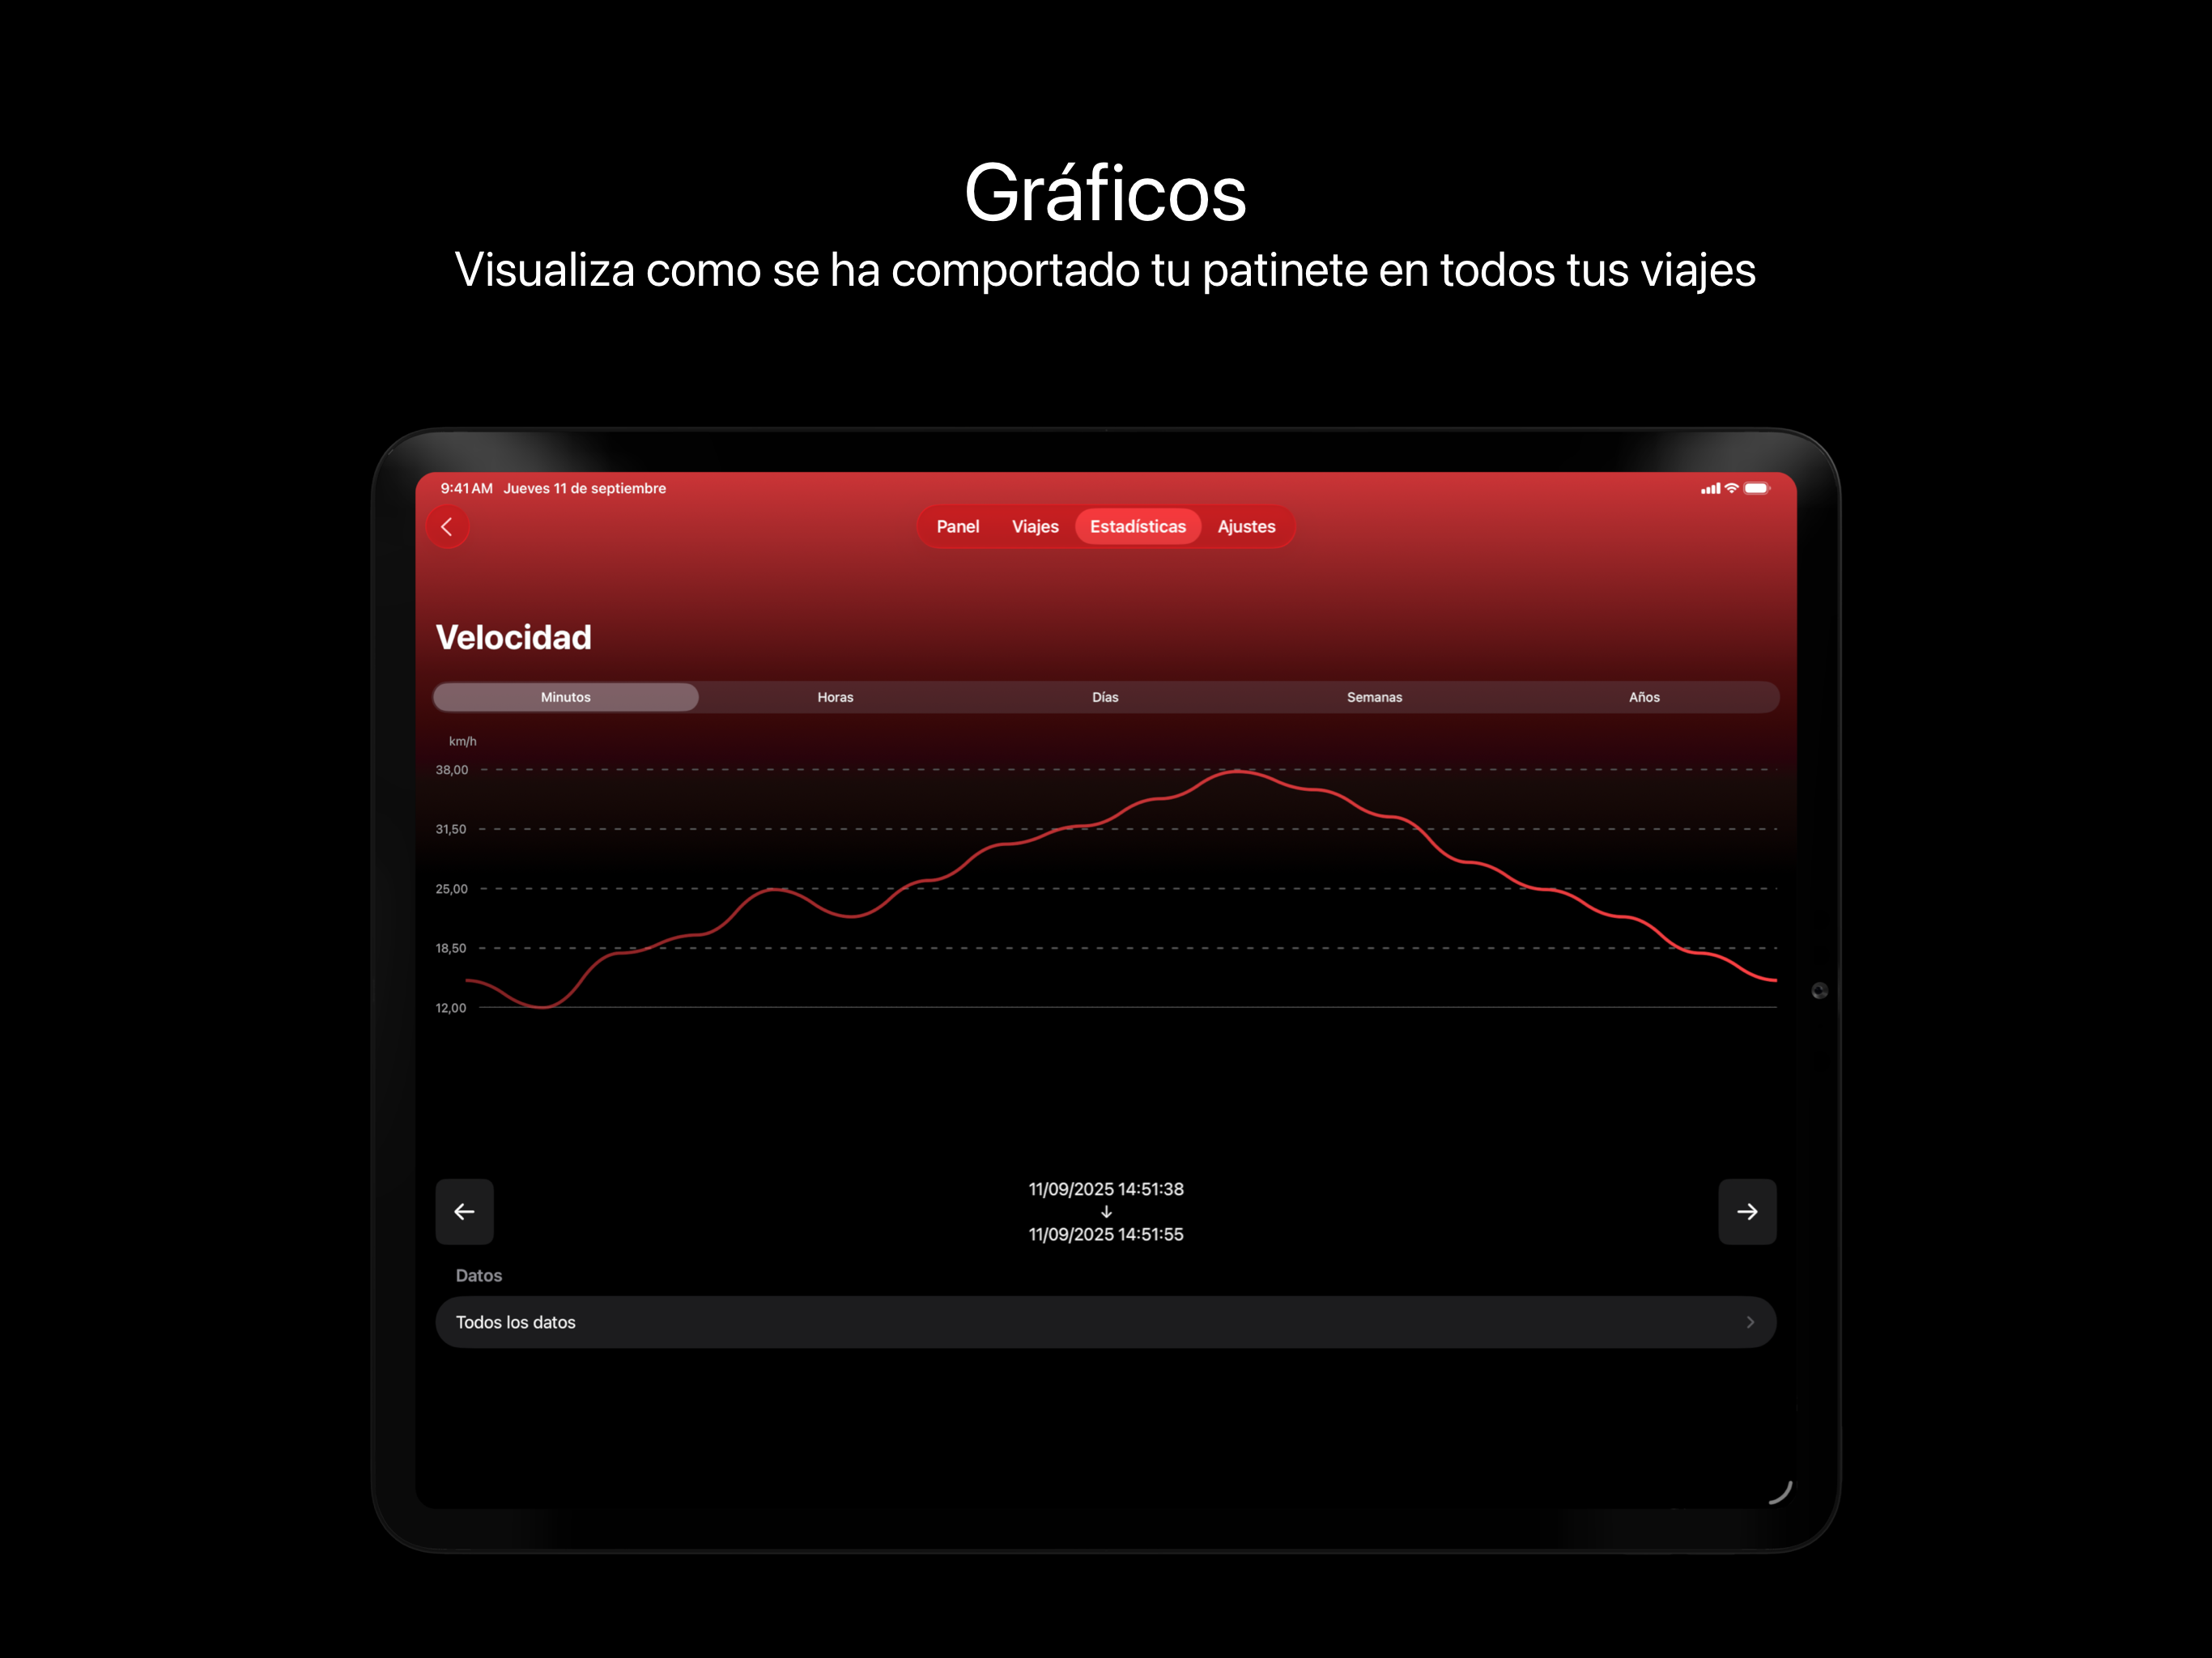 Gráficos
Visualiza como se ha comportado tu patinete en todos tus viajes
9:41 AM Jueves 11 de septiembre
Panel Viajes Estadísticas Ajustes
Velocidad
Minutos Horas Días Semanas Años
km/h
38,00
31,50
25,00
18,50
12,00
11/09/2025 14:51:38
↓
11/09/2025 14:51:55
Datos
Todos los datos